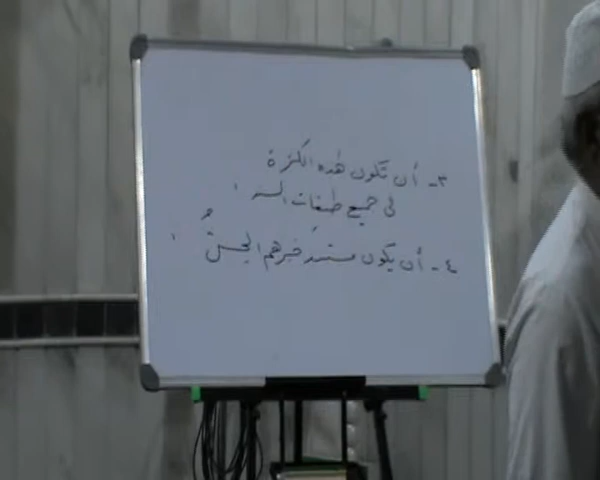 ٣- أن تكون هذه الكثرة
في جميع طبقات السند
٤- أن يكون مستند خبرهم الحسُّ